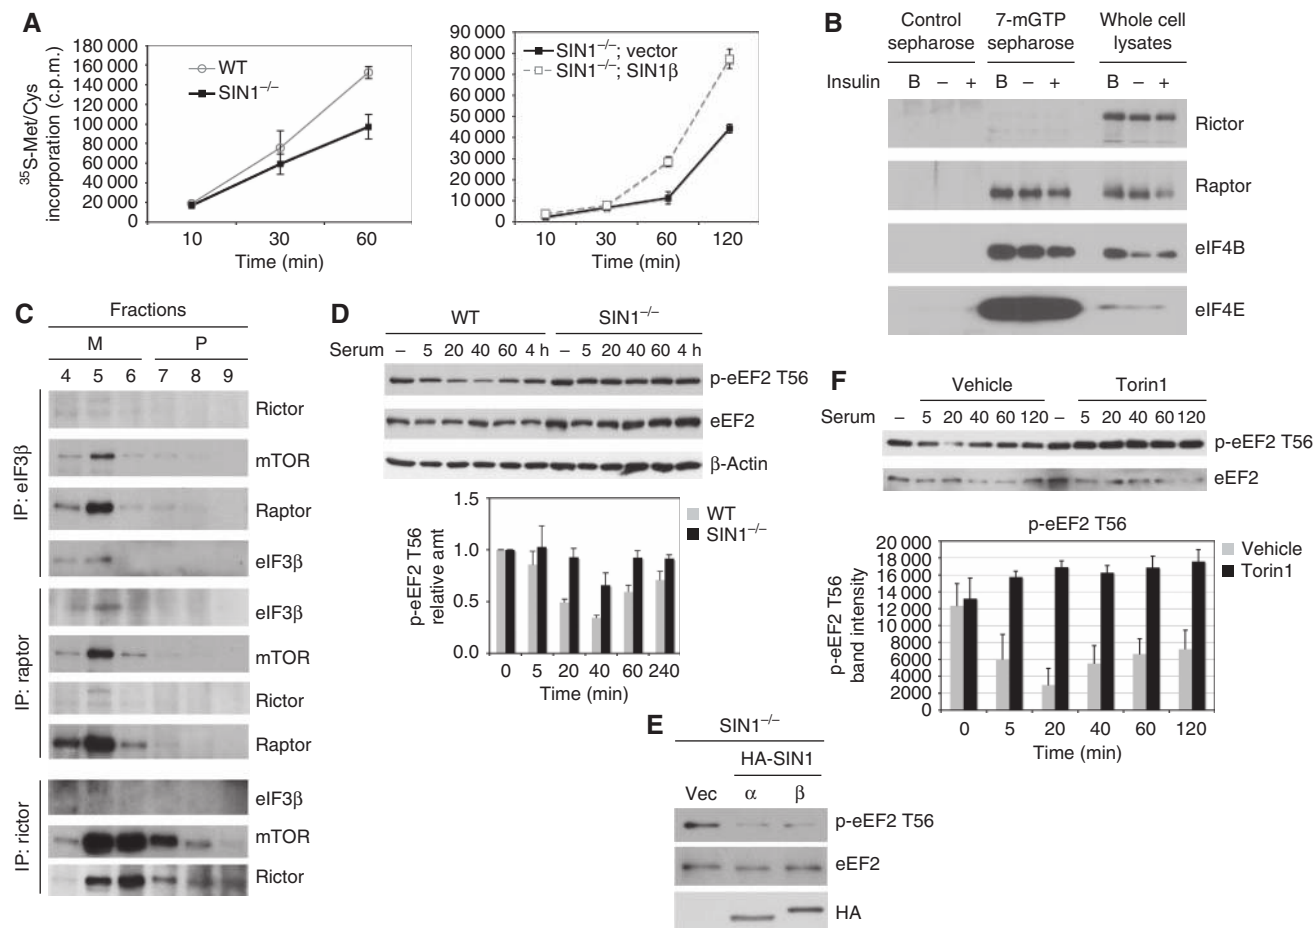 A
35S-Met/Cys
incorporation (c.p.m.)
180 000
160 000
140 000
120 000
100 000
80 000
60 000
40 000
20 000
0
WT
SIN1−/−
10 30 60
Time (min)
90 000
80 000
70 000
60 000
50 000
40 000
30 000
20 000
10 000
0
SIN1−/−; vector
SIN1−/−; SIN1β
10 30 60 120
Time (min)
B
Control sepharose
7-mGTP sepharose
Whole cell lysates
Insulin B − + B − + B − +
Rictor
Raptor
eIF4B
eIF4E
C
Fractions
M P
4 5 6 7 8 9
IP: eIF3β
Rictor
mTOR
Raptor
eIF3β
IP: raptor
eIF3β
mTOR
Rictor
Raptor
IP: rictor
eIF3β
mTOR
Rictor
D
WT SIN1−/−
Serum − 5 20 40 60 4 h − 5 20 40 60 4 h
p-eEF2 T56
eEF2
β-Actin
p-eEF2 T56
relative amt
1.5
1.0
0.5
0.0
WT
SIN1−/−
0 5 20 40 60 240
Time (min)
E
SIN1−/−
HA-SIN1
Vec α β
p-eEF2 T56
eEF2
HA
F
Vehicle Torin1
Serum − 5 20 40 60 120 − 5 20 40 60 120
p-eEF2 T56
eEF2
p-eEF2 T56
p-eEF2 T56
band intensity
20 000
18 000
16 000
14 000
12 000
10 000
8000
6000
4000
2000
0
Vehicle
Torin1
0 5 20 40 60 120
Time (min)